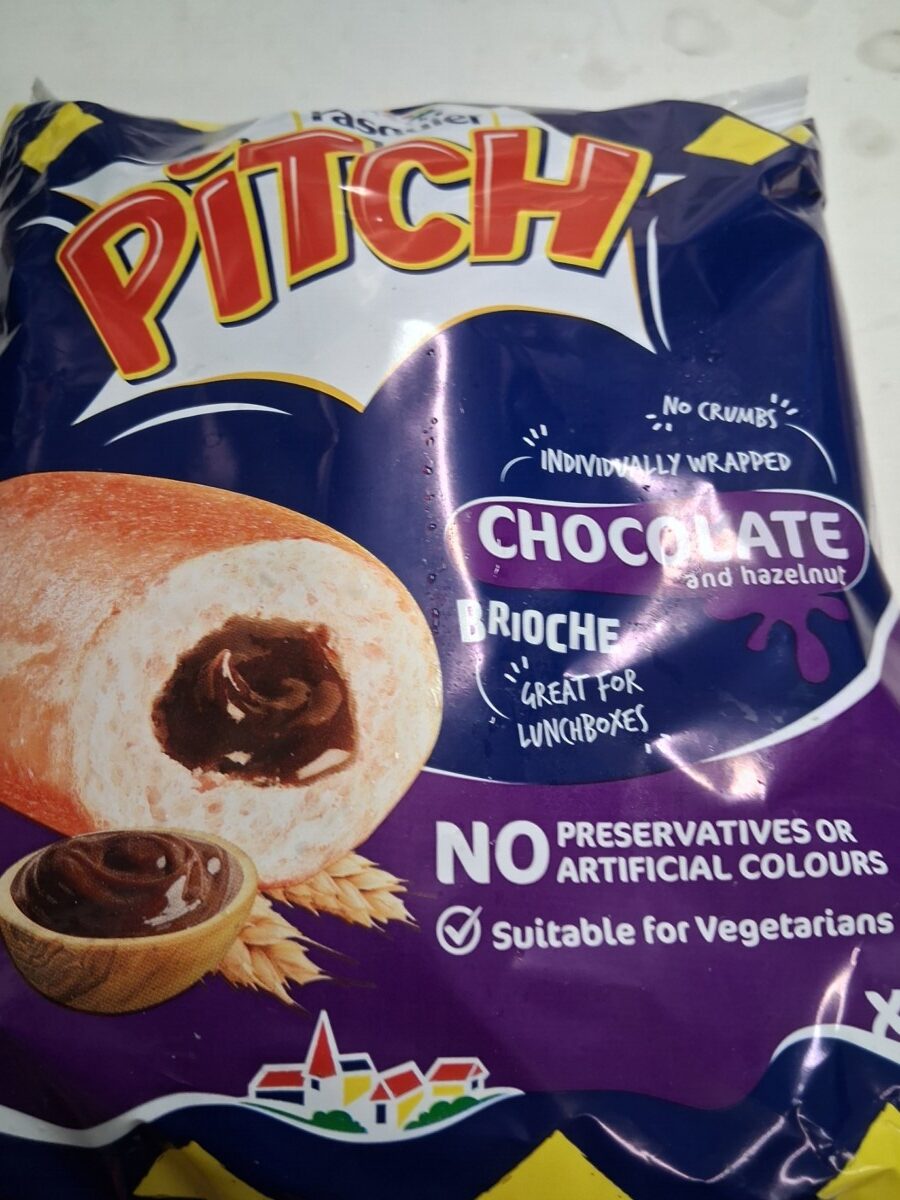 Pasquier
PITCH
NO CRUMBS
INDIVIDUALLY WRAPPED
CHOCOLATE
and hazelnut
BRIOCHE
GREAT FOR
LUNCHBOXES
NO PRESERVATIVES OR
ARTIFICIAL COLOURS
Suitable for Vegetarians
X